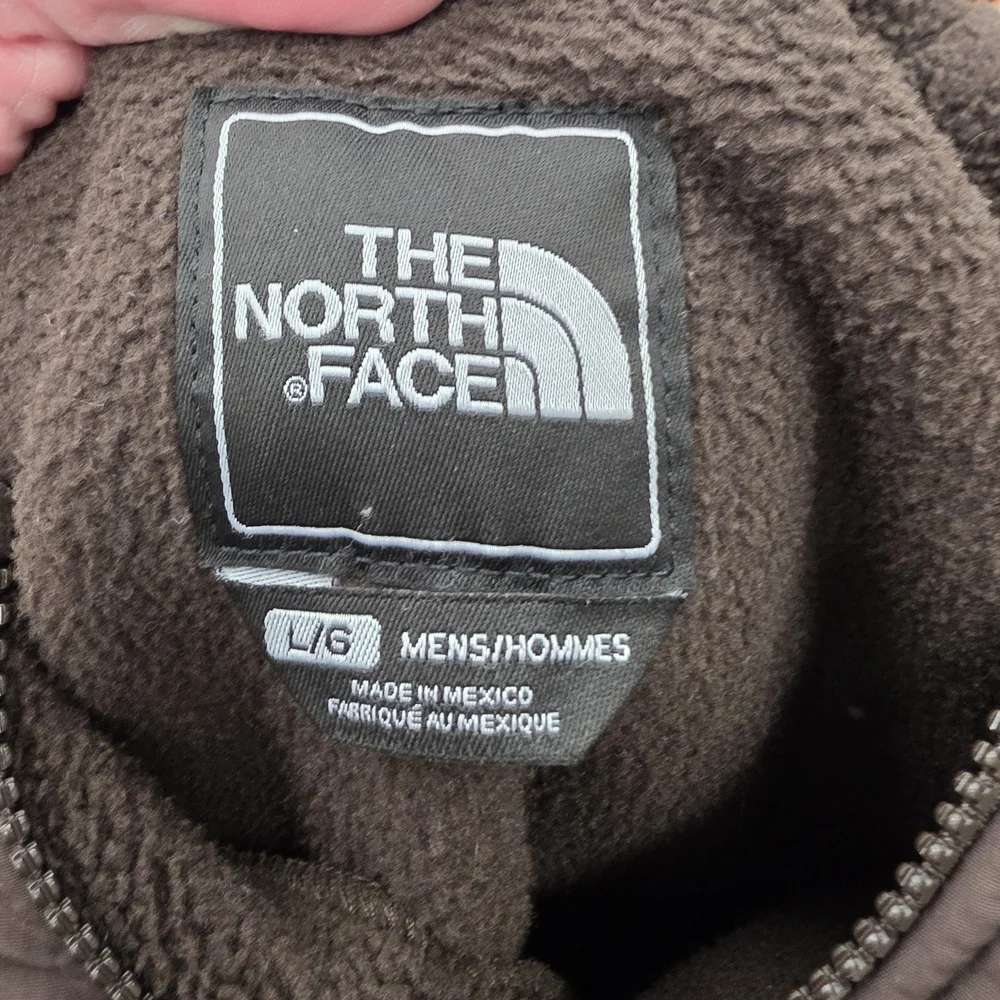 THE
NORTH
®FACE
L/G MENS/HOMMES
MADE IN MEXICO
FABRIQUÉ AU MEXIQUE